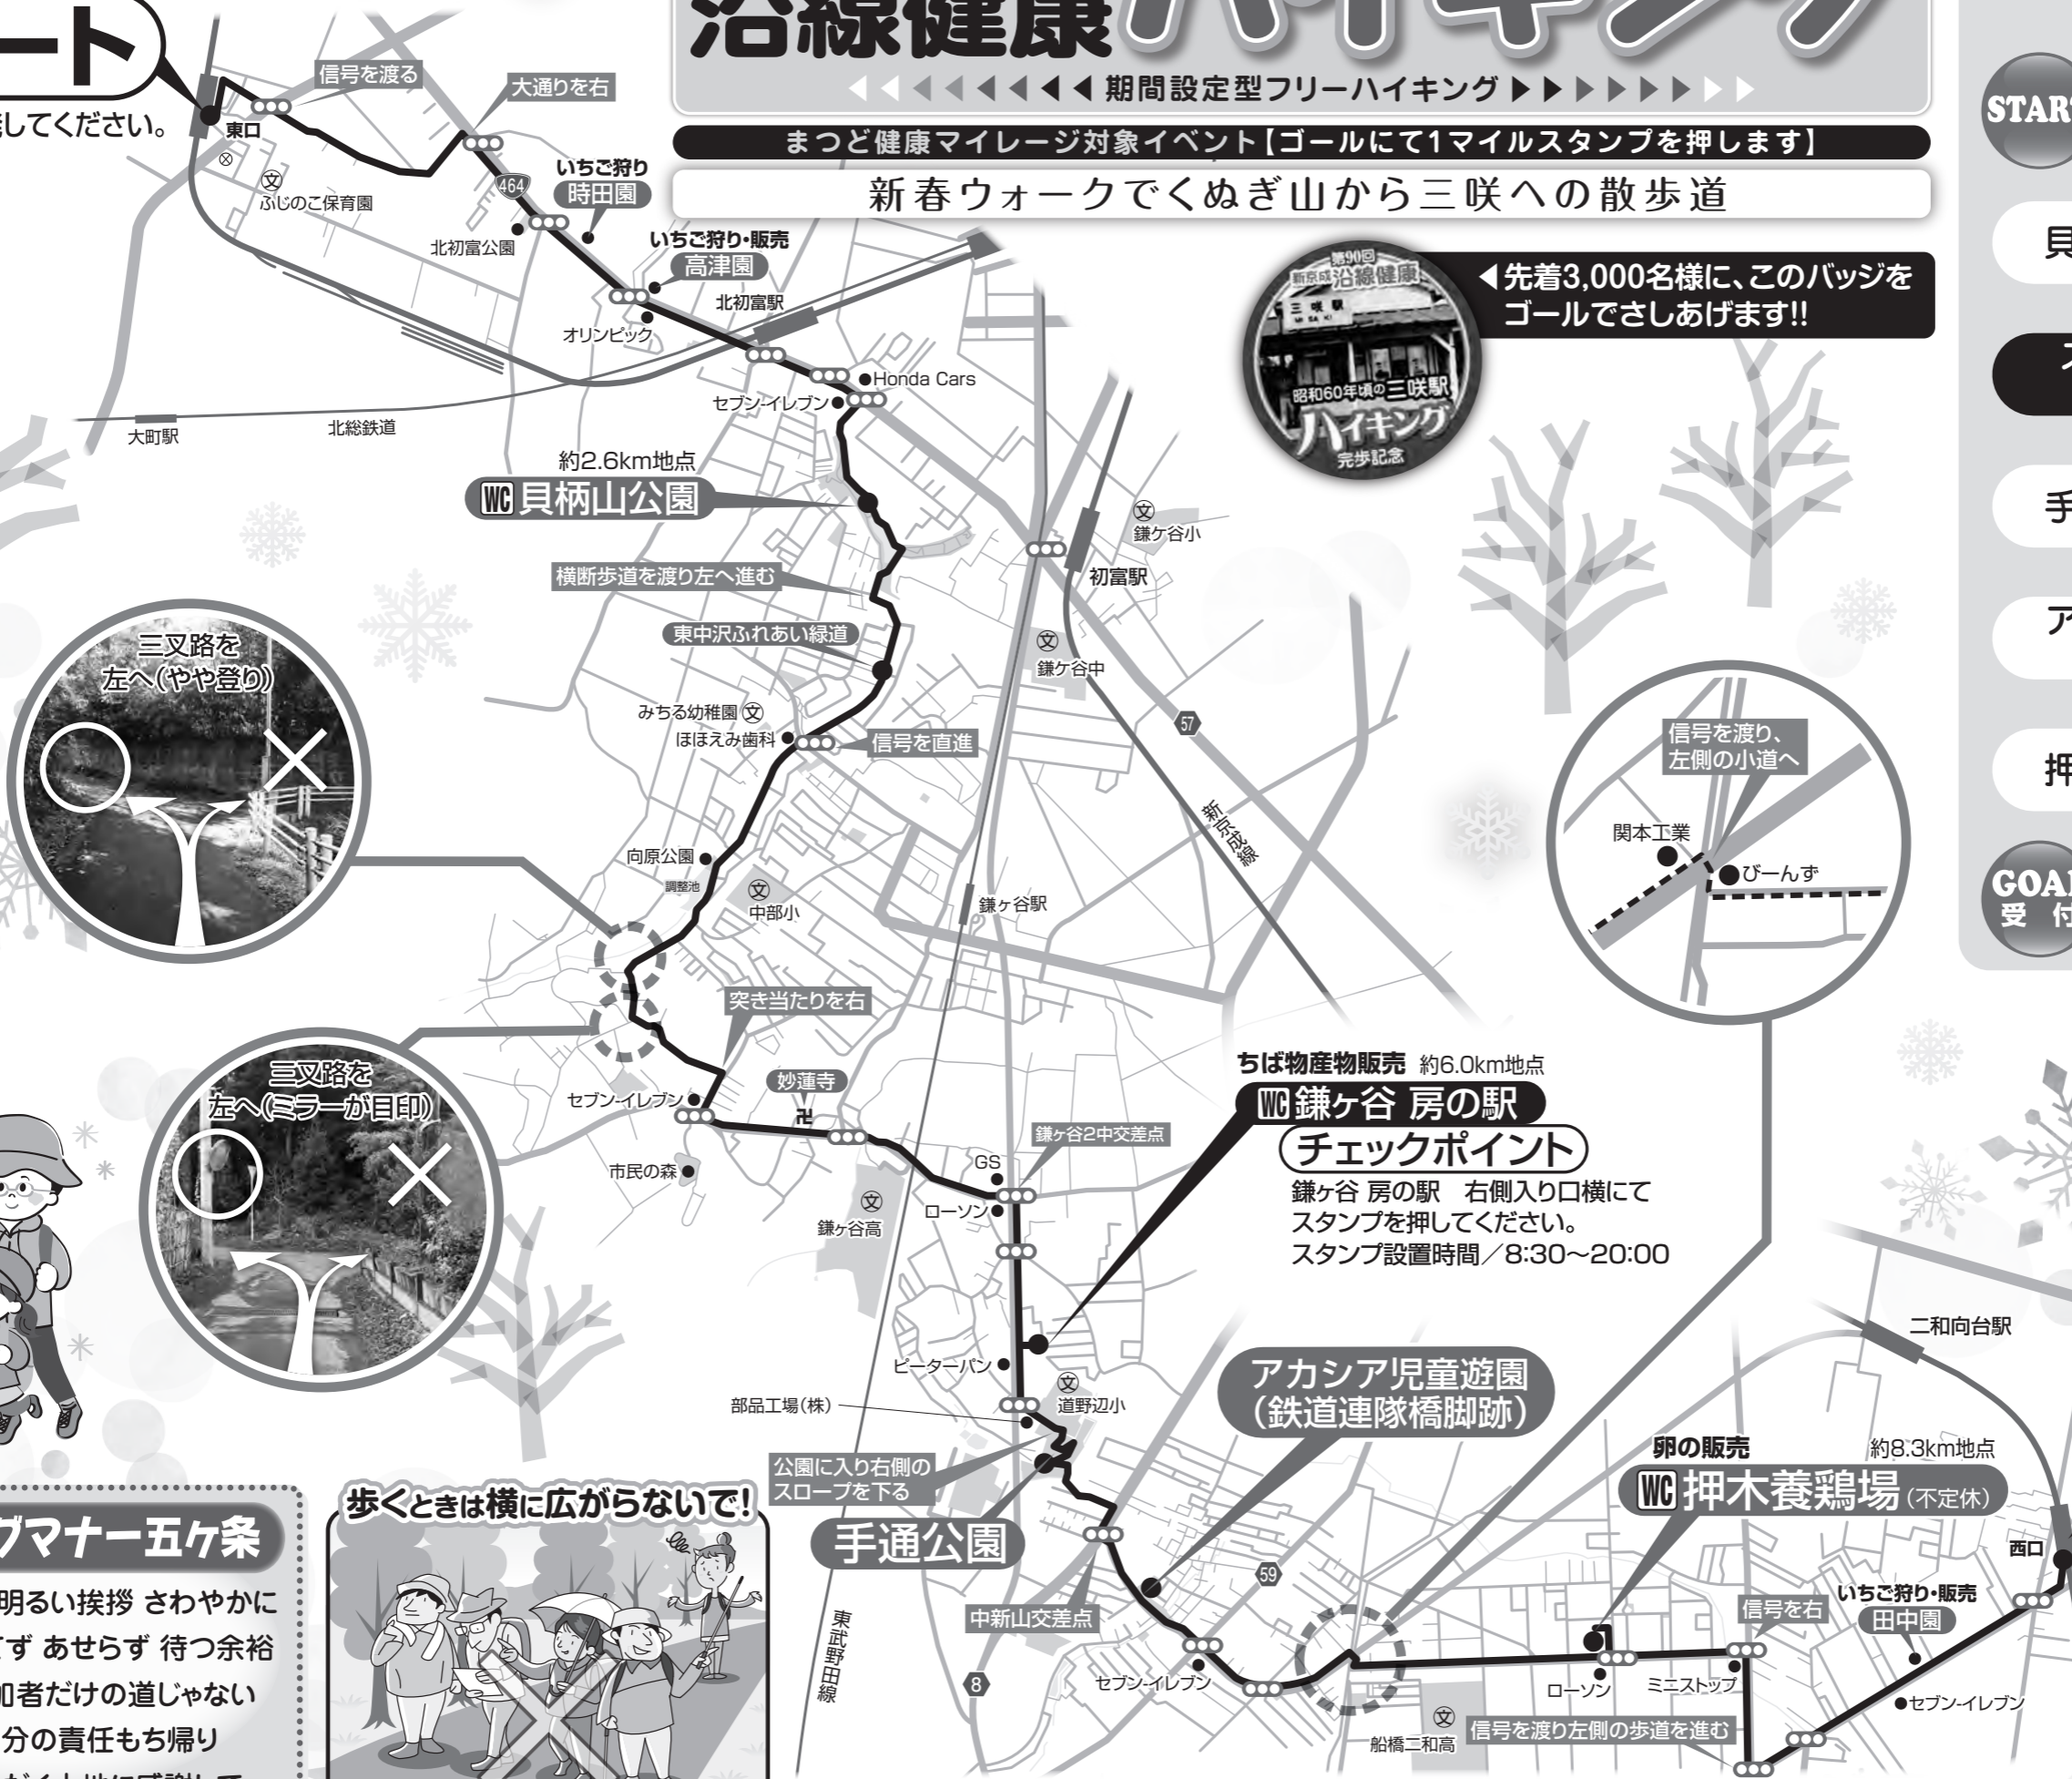 沿線健康ハイキング
期間設定型フリーハイキング
まつど健康マイレージ対象イベント【ゴールにて1マイルスタンプを押します】
新春ウォークでくぬぎ山から三咲への散歩道
先着3,000名様に、このバッジを
ゴールでさしあげます!!
第90回
新京成沿線健康
三咲駅
昭和60年頃の三咲駅
ハイキング
完歩記念
ート
してください。
東口
信号を渡る
大通りを右
いちご狩り
時田園
464
ふじのこ保育園
文
北初富公園
いちご狩り・販売
高津園
北初富駅
オリンピック
Honda Cars
セブン-イレブン
大町駅
北総鉄道
約2.6km地点
WC 貝柄山公園
文
鎌ケ谷小
初富駅
横断歩道を渡り左へ進む
東中沢ふれあい緑道
文
鎌ケ谷中
みちる幼稚園 文
ほほえみ歯科
信号を直進
57
新京成線
三叉路を
左へ(やや登り)
向原公園
調整池
文
中部小
鎌ケ谷駅
信号を渡り、
左側の小道へ
関本工業
びーんず
突き当たりを右
三叉路を
左へ(ミラーが目印)
セブン-イレブン
妙蓮寺
卍
市民の森
文
鎌ケ谷高
GS
ローソン
鎌ケ谷2中交差点
ちば物産物販売 約6.0km地点
WC 鎌ヶ谷 房の駅
チェックポイント
鎌ヶ谷 房の駅 右側入り口横にて
スタンプを押してください。
スタンプ設置時間/8:30〜20:00
ピーターパン
部品工場(株)
文
道野辺小
公園に入り右側の
スロープを下る
手通公園
アカシア児童遊園
(鉄道連隊橋脚跡)
中新山交差点
東武野田線
8
59
セブン-イレブン
二和向台駅
卵の販売 約8.3km地点
WC 押木養鶏場(不定休)
西口
いちご狩り・販売
田中園
信号を右
ローソン
ミニストップ
セブン-イレブン
文
船橋二和高
信号を渡り左側の歩道を進む
グマナー五ヶ条
明るい挨拶 さわやかに
ず あせらず 待つ余裕
加者だけの道じゃない
分の責任もち帰り
歩くときは横に広がらないで!
START
貝
手
ア
押
GOAL
受付